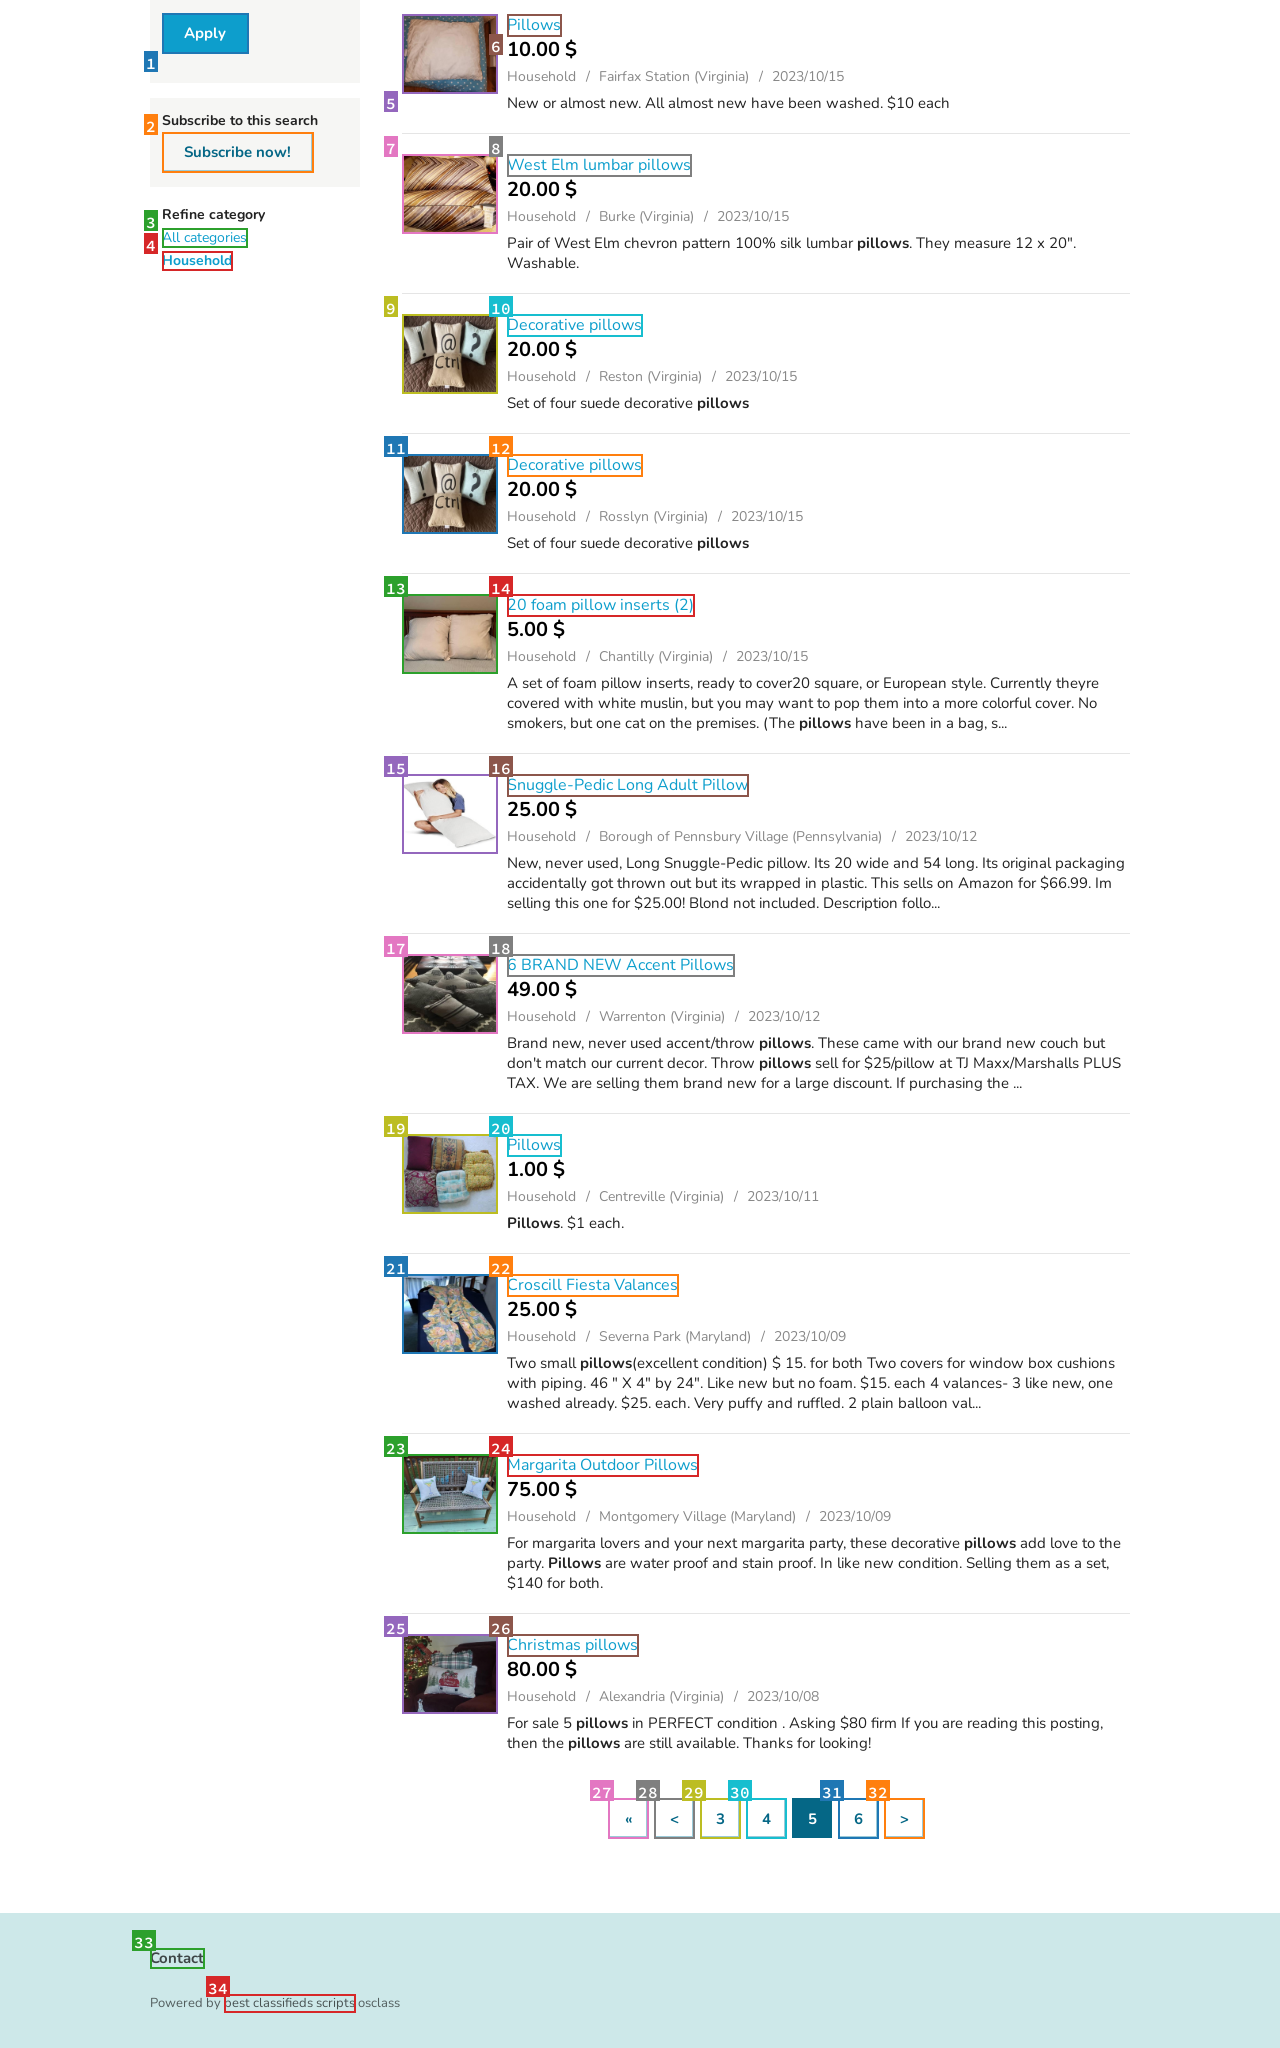 Apply
1
2
Subscribe to this search
Subscribe now!
3
Refine category
All categories
4
Household
5
6
Pillows
10.00 $
Household / Fairfax Station (Virginia) / 2023/10/15
New or almost new. All almost new have been washed. $10 each
7
8
West Elm lumbar pillows
20.00 $
Household / Burke (Virginia) / 2023/10/15
Pair of West Elm chevron pattern 100% silk lumbar pillows. They measure 12 x 20".
Washable.
9
10
Decorative pillows
20.00 $
Household / Reston (Virginia) / 2023/10/15
Set of four suede decorative pillows
11
12
Decorative pillows
20.00 $
Household / Rosslyn (Virginia) / 2023/10/15
Set of four suede decorative pillows
13
14
20 foam pillow inserts (2)
5.00 $
Household / Chantilly (Virginia) / 2023/10/15
A set of foam pillow inserts, ready to cover20 square, or European style. Currently theyre
covered with white muslin, but you may want to pop them into a more colorful cover. No
smokers, but one cat on the premises. (The pillows have been in a bag, s...
15
16
Snuggle-Pedic Long Adult Pillow
25.00 $
Household / Borough of Pennsbury Village (Pennsylvania) / 2023/10/12
New, never used, Long Snuggle-Pedic pillow. Its 20 wide and 54 long. Its original packaging
accidentally got thrown out but its wrapped in plastic. This sells on Amazon for $66.99. Im
selling this one for $25.00! Blond not included. Description follo...
17
18
6 BRAND NEW Accent Pillows
49.00 $
Household / Warrenton (Virginia) / 2023/10/12
Brand new, never used accent/throw pillows. These came with our brand new couch but
don't match our current decor. Throw pillows sell for $25/pillow at TJ Maxx/Marshalls PLUS
TAX. We are selling them brand new for a large discount. If purchasing the ...
19
20
Pillows
1.00 $
Household / Centreville (Virginia) / 2023/10/11
Pillows. $1 each.
21
22
Croscill Fiesta Valances
25.00 $
Household / Severna Park (Maryland) / 2023/10/09
Two small pillows(excellent condition) $ 15. for both Two covers for window box cushions
with piping. 46 " X 4" by 24". Like new but no foam. $15. each 4 valances- 3 like new, one
washed already. $25. each. Very puffy and ruffled. 2 plain balloon val...
23
24
Margarita Outdoor Pillows
75.00 $
Household / Montgomery Village (Maryland) / 2023/10/09
For margarita lovers and your next margarita party, these decorative pillows add love to the
party. Pillows are water proof and stain proof. In like new condition. Selling them as a set,
$140 for both.
25
26
Christmas pillows
80.00 $
Household / Alexandria (Virginia) / 2023/10/08
For sale 5 pillows in PERFECT condition . Asking $80 firm If you are reading this posting,
then the pillows are still available. Thanks for looking!
27 28 29 30 31 32
« < 3 4 5 6 >
33
Contact
34
Powered by best classifieds scripts osclass